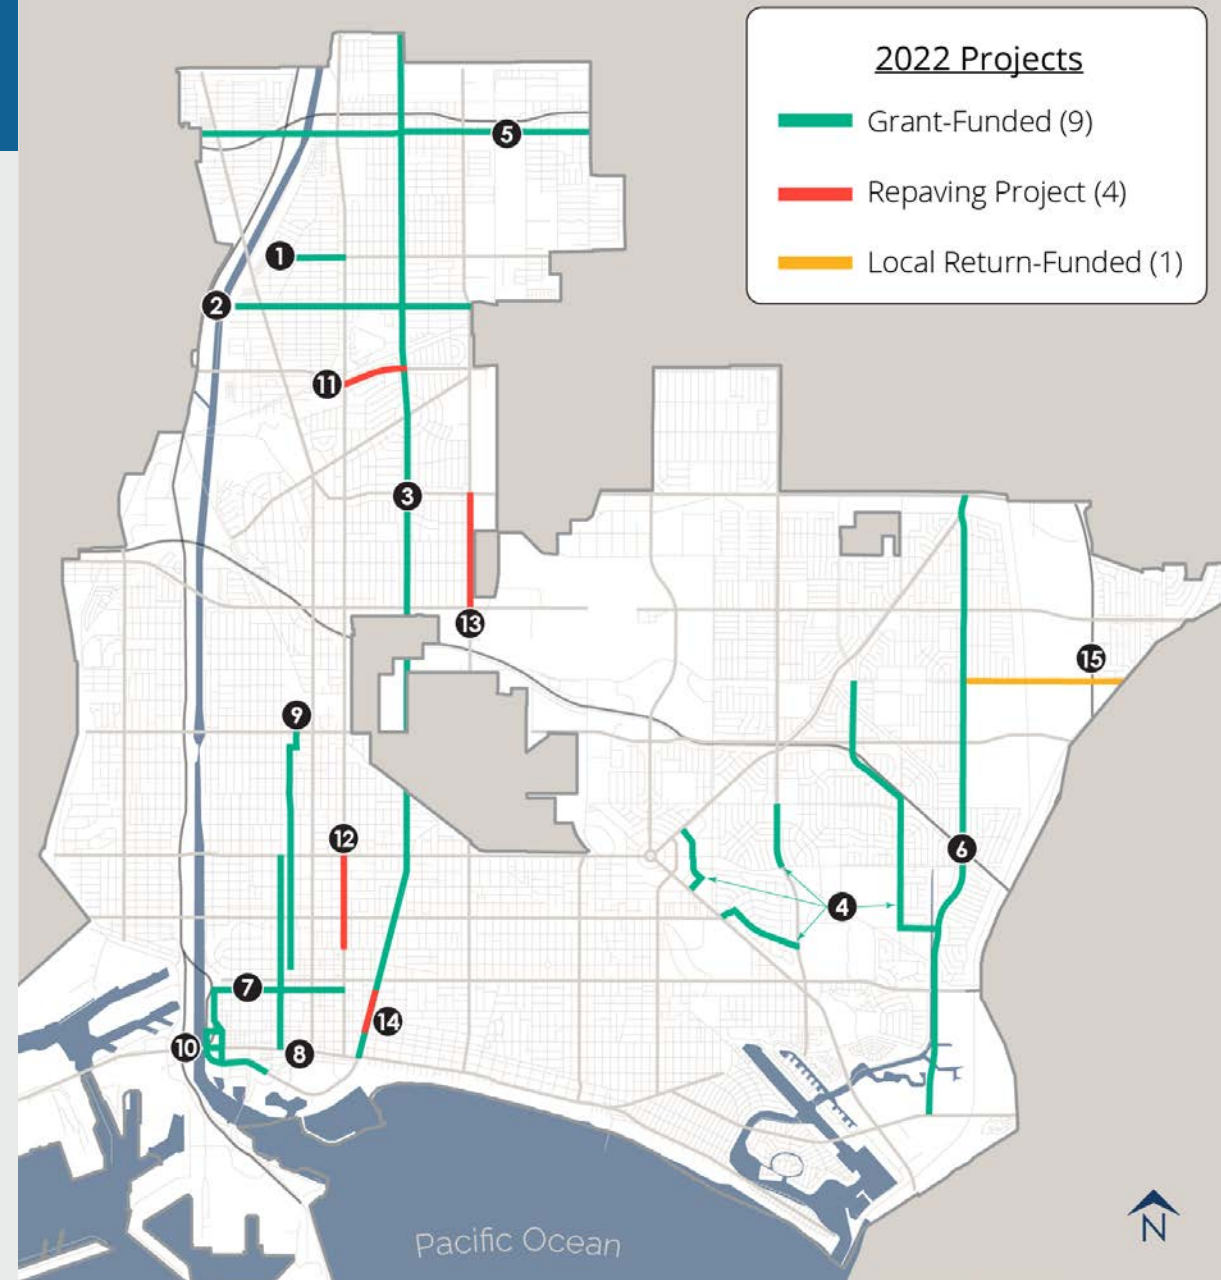 2022 Projects
Grant-Funded (9)
Repaving Project (4)
Local Return-Funded (1)
5
1
2
11
3
13
15
9
12
6
4
7
14
10
8
Pacific Ocean
N